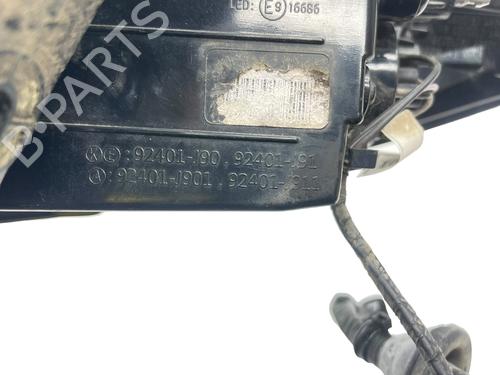 LED: E9 16686
B-PARTS
K E : 92401-J90 , 92401-J91
A : 92401-J901 , 92401-J911